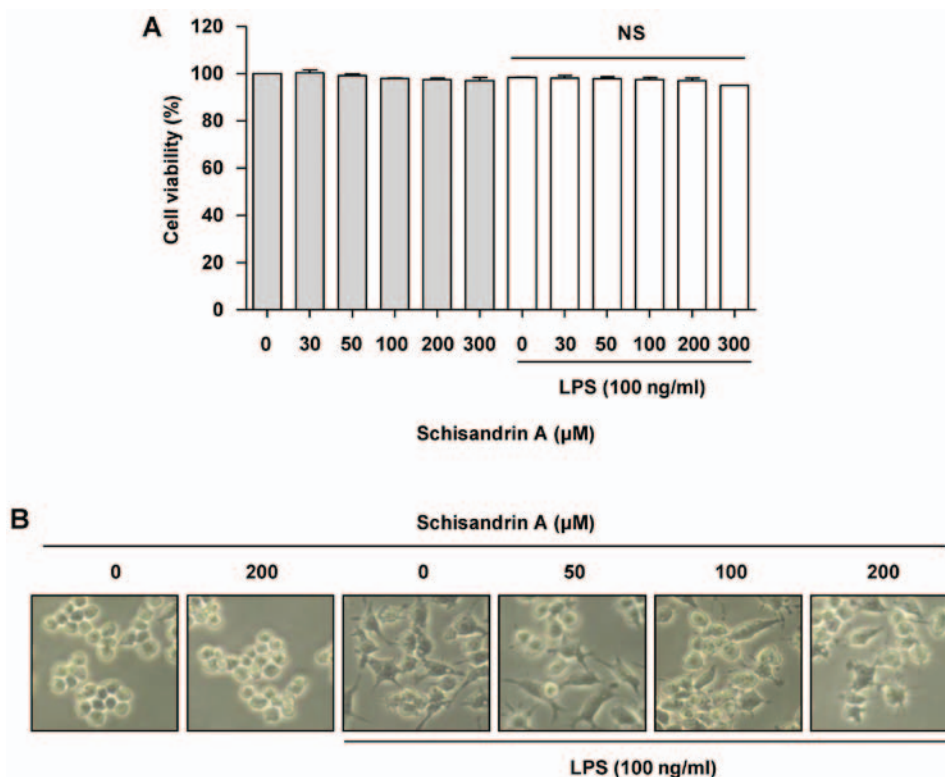 A
120
NS
100
80
60
40
20
0
Cell viability (%)
0 30 50 100 200 300 0 30 50 100 200 300
LPS (100 ng/ml)
Schisandrin A (µM)
B
Schisandrin A (µM)
0 200 0 50 100 200
LPS (100 ng/ml)